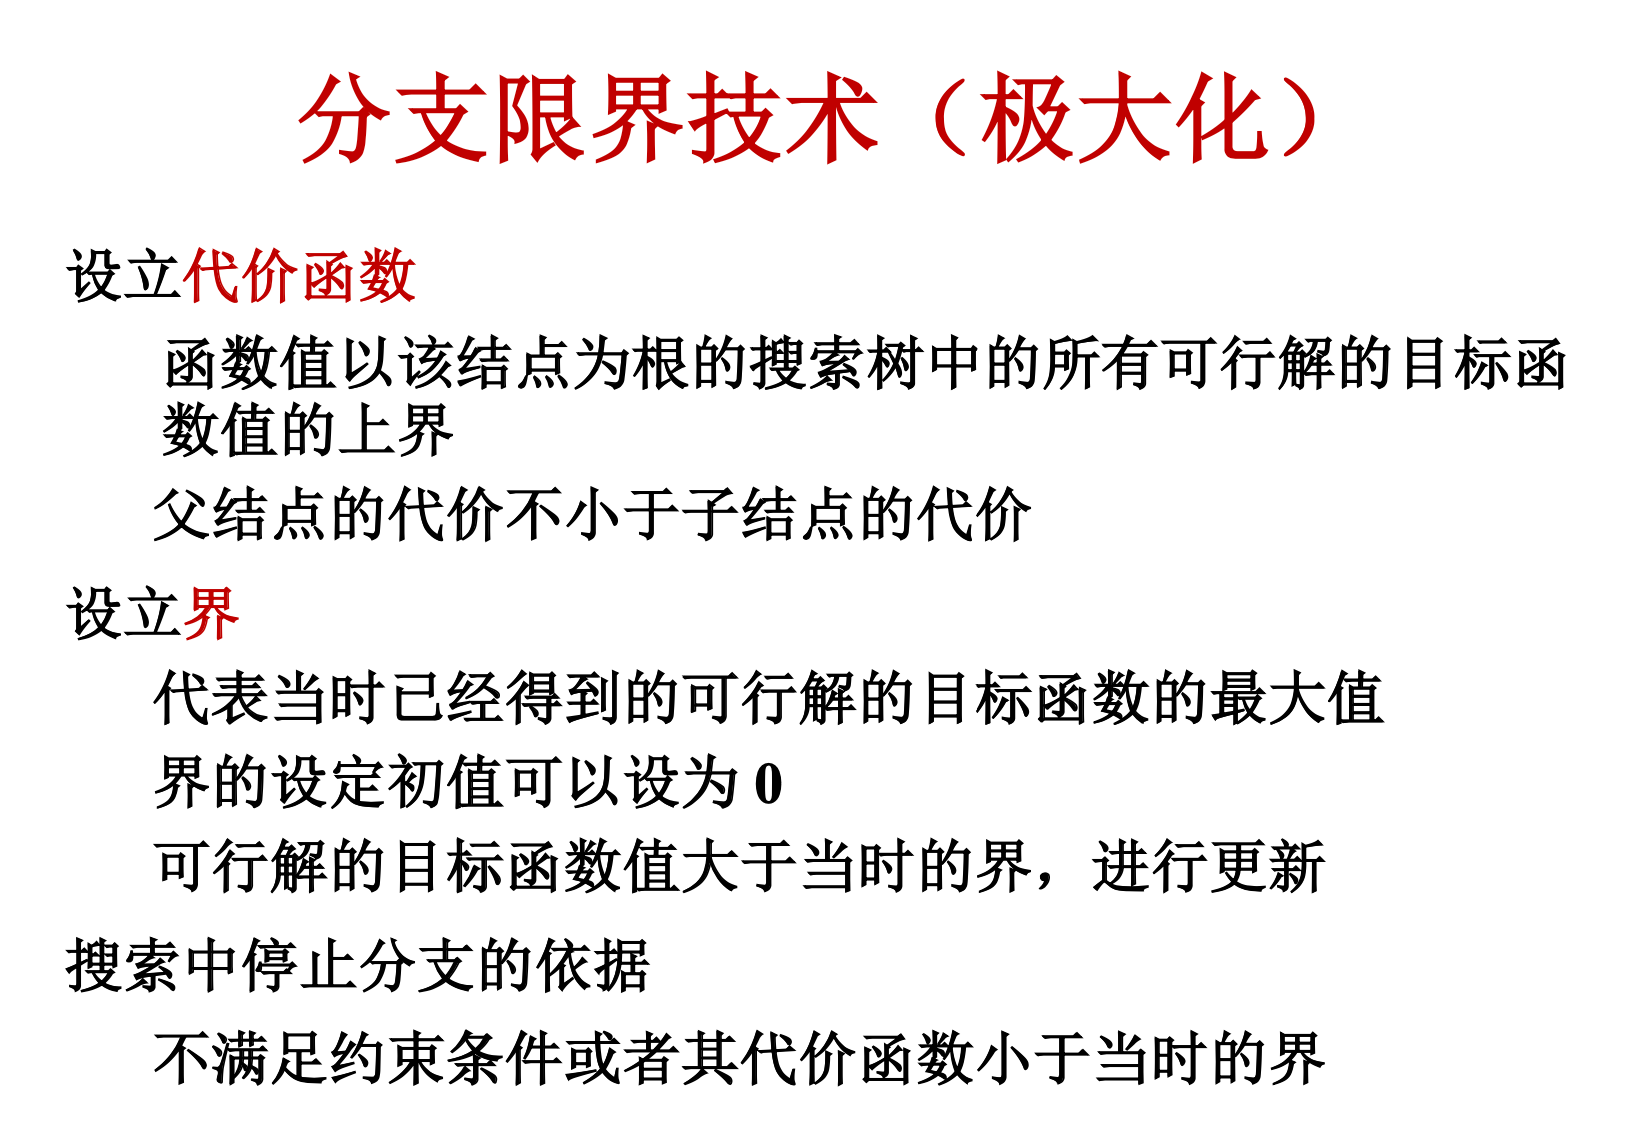 分支限界技术（极大化）
设立代价函数
函数值以该结点为根的搜索树中的所有可行解的目标函
数值的上界
父结点的代价不小于子结点的代价
设立界
代表当时已经得到的可行解的目标函数的最大值
界的设定初值可以设为 0
可行解的目标函数值大于当时的界，进行更新
搜索中停止分支的依据
不满足约束条件或者其代价函数小于当时的界